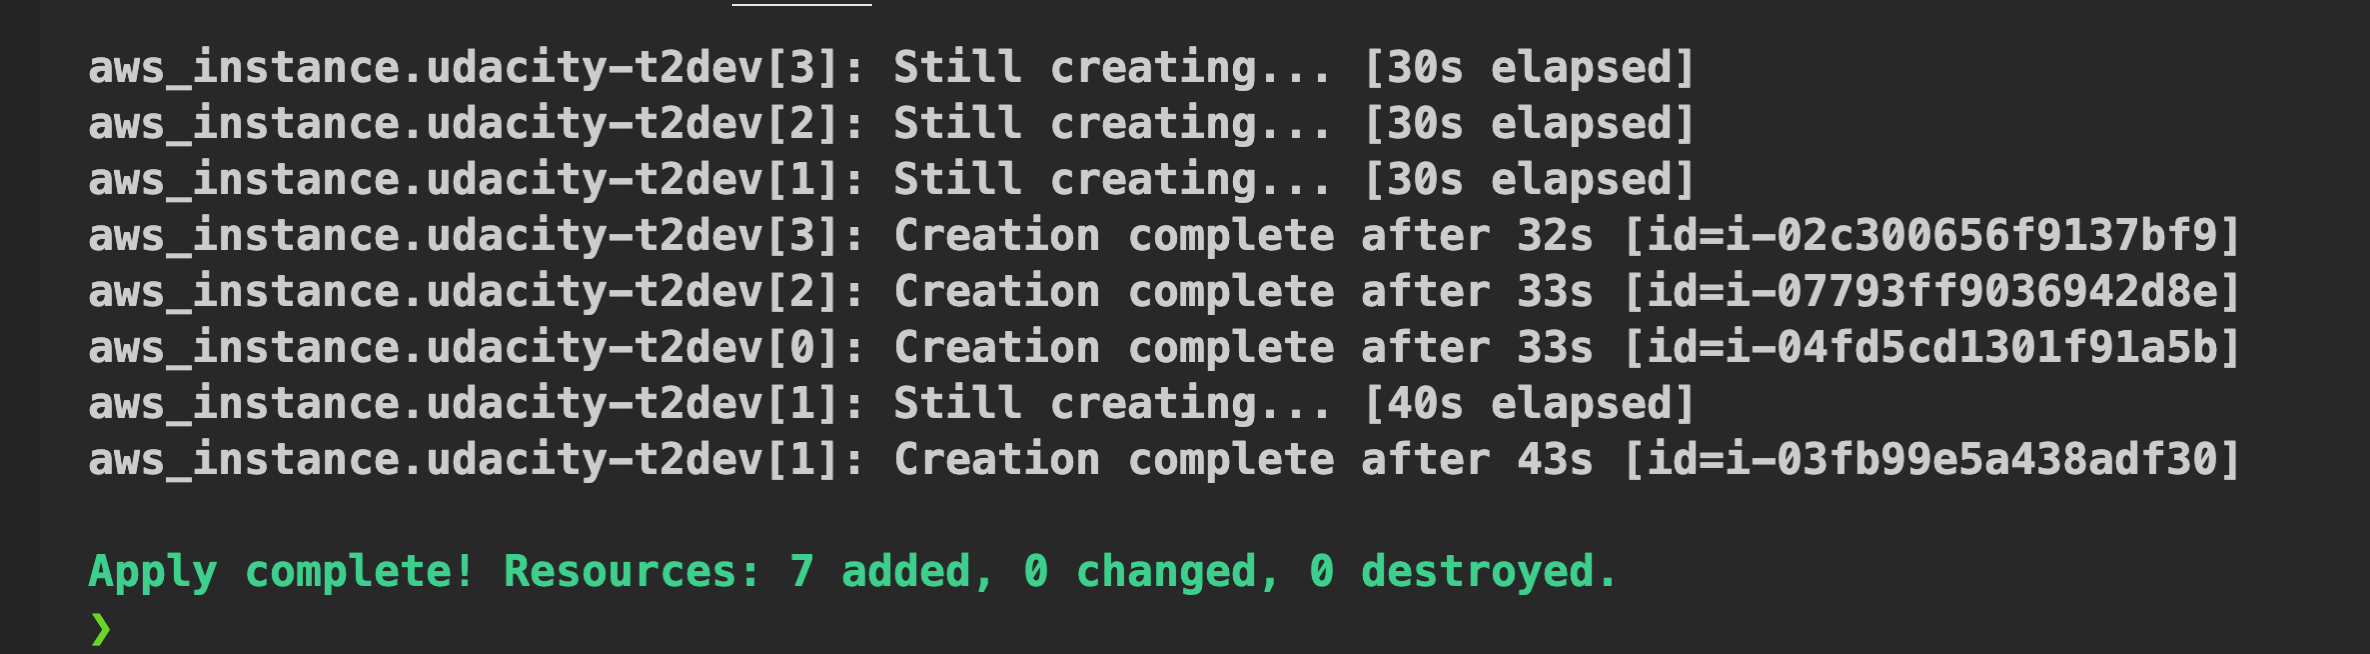 aws_instance.udacity-t2dev[3]: Still creating... [30s elapsed]
aws_instance.udacity-t2dev[2]: Still creating... [30s elapsed]
aws_instance.udacity-t2dev[1]: Still creating... [30s elapsed]
aws_instance.udacity-t2dev[3]: Creation complete after 32s [id=i-02c300656f9137bf9]
aws_instance.udacity-t2dev[2]: Creation complete after 33s [id=i-07793ff9036942d8e]
aws_instance.udacity-t2dev[0]: Creation complete after 33s [id=i-04fd5cd1301f91a5b]
aws_instance.udacity-t2dev[1]: Still creating... [40s elapsed]
aws_instance.udacity-t2dev[1]: Creation complete after 43s [id=i-03fb99e5a438adf30]
Apply complete! Resources: 7 added, 0 changed, 0 destroyed.
❯